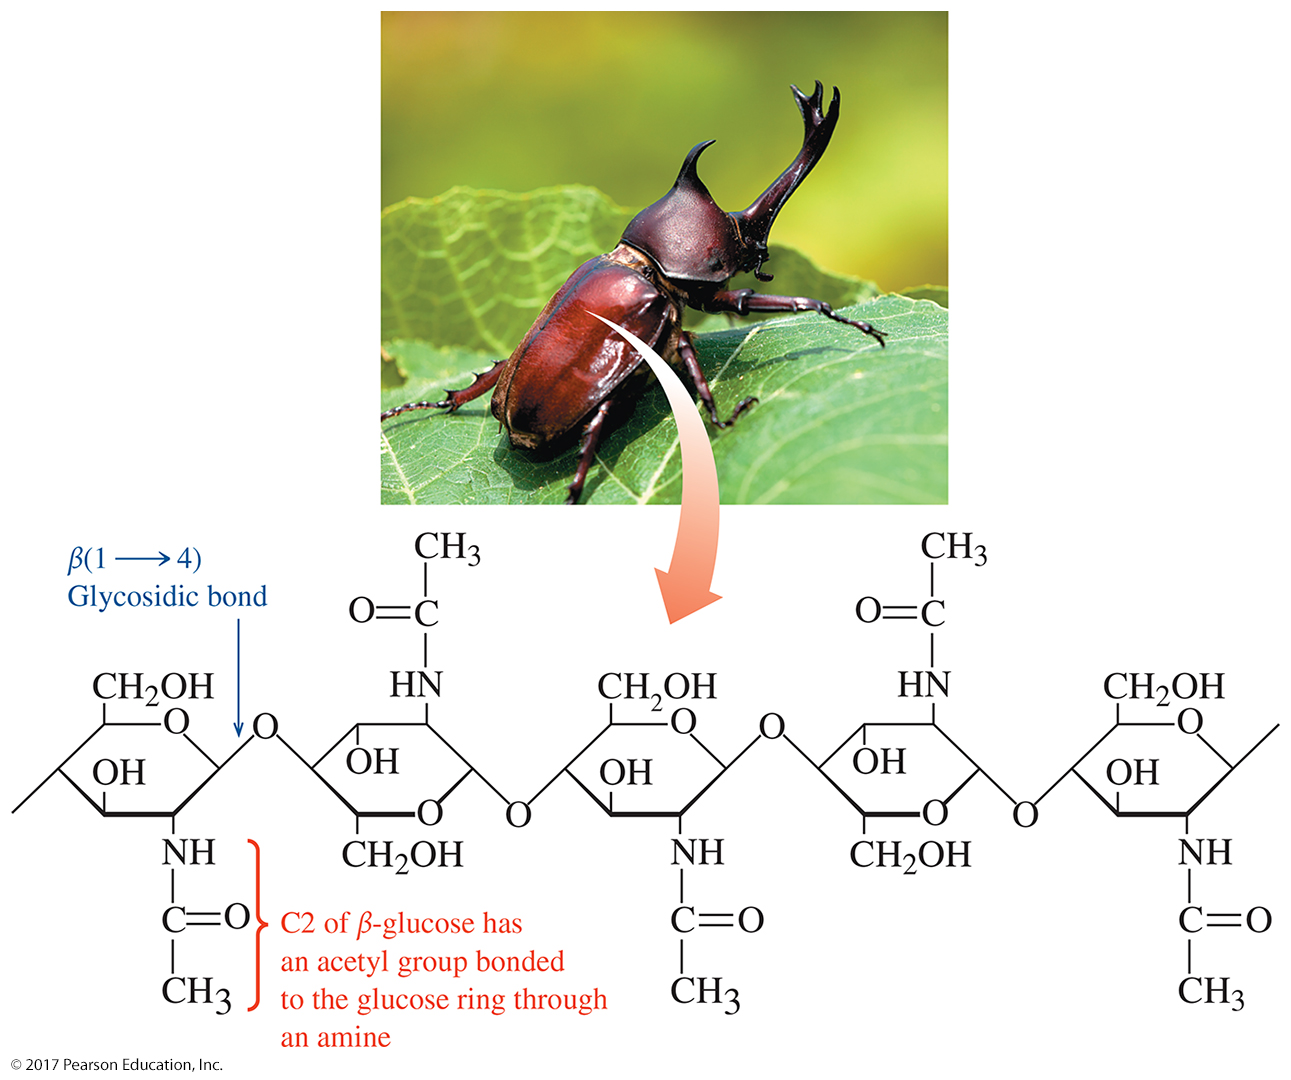 β(1 ⟶ 4)
Glycosidic bond
CH₃ CH₃
O=C O=C
CH₂OH HN CH₂OH HN CH₂OH
O O O O O
OH OH OH OH OH
O O O O
NH CH₂OH NH CH₂OH NH
C=O C=O C=O
CH₃ CH₃ CH₃
C2 of β-glucose has
an acetyl group bonded
to the glucose ring through
an amine
© 2017 Pearson Education, Inc.